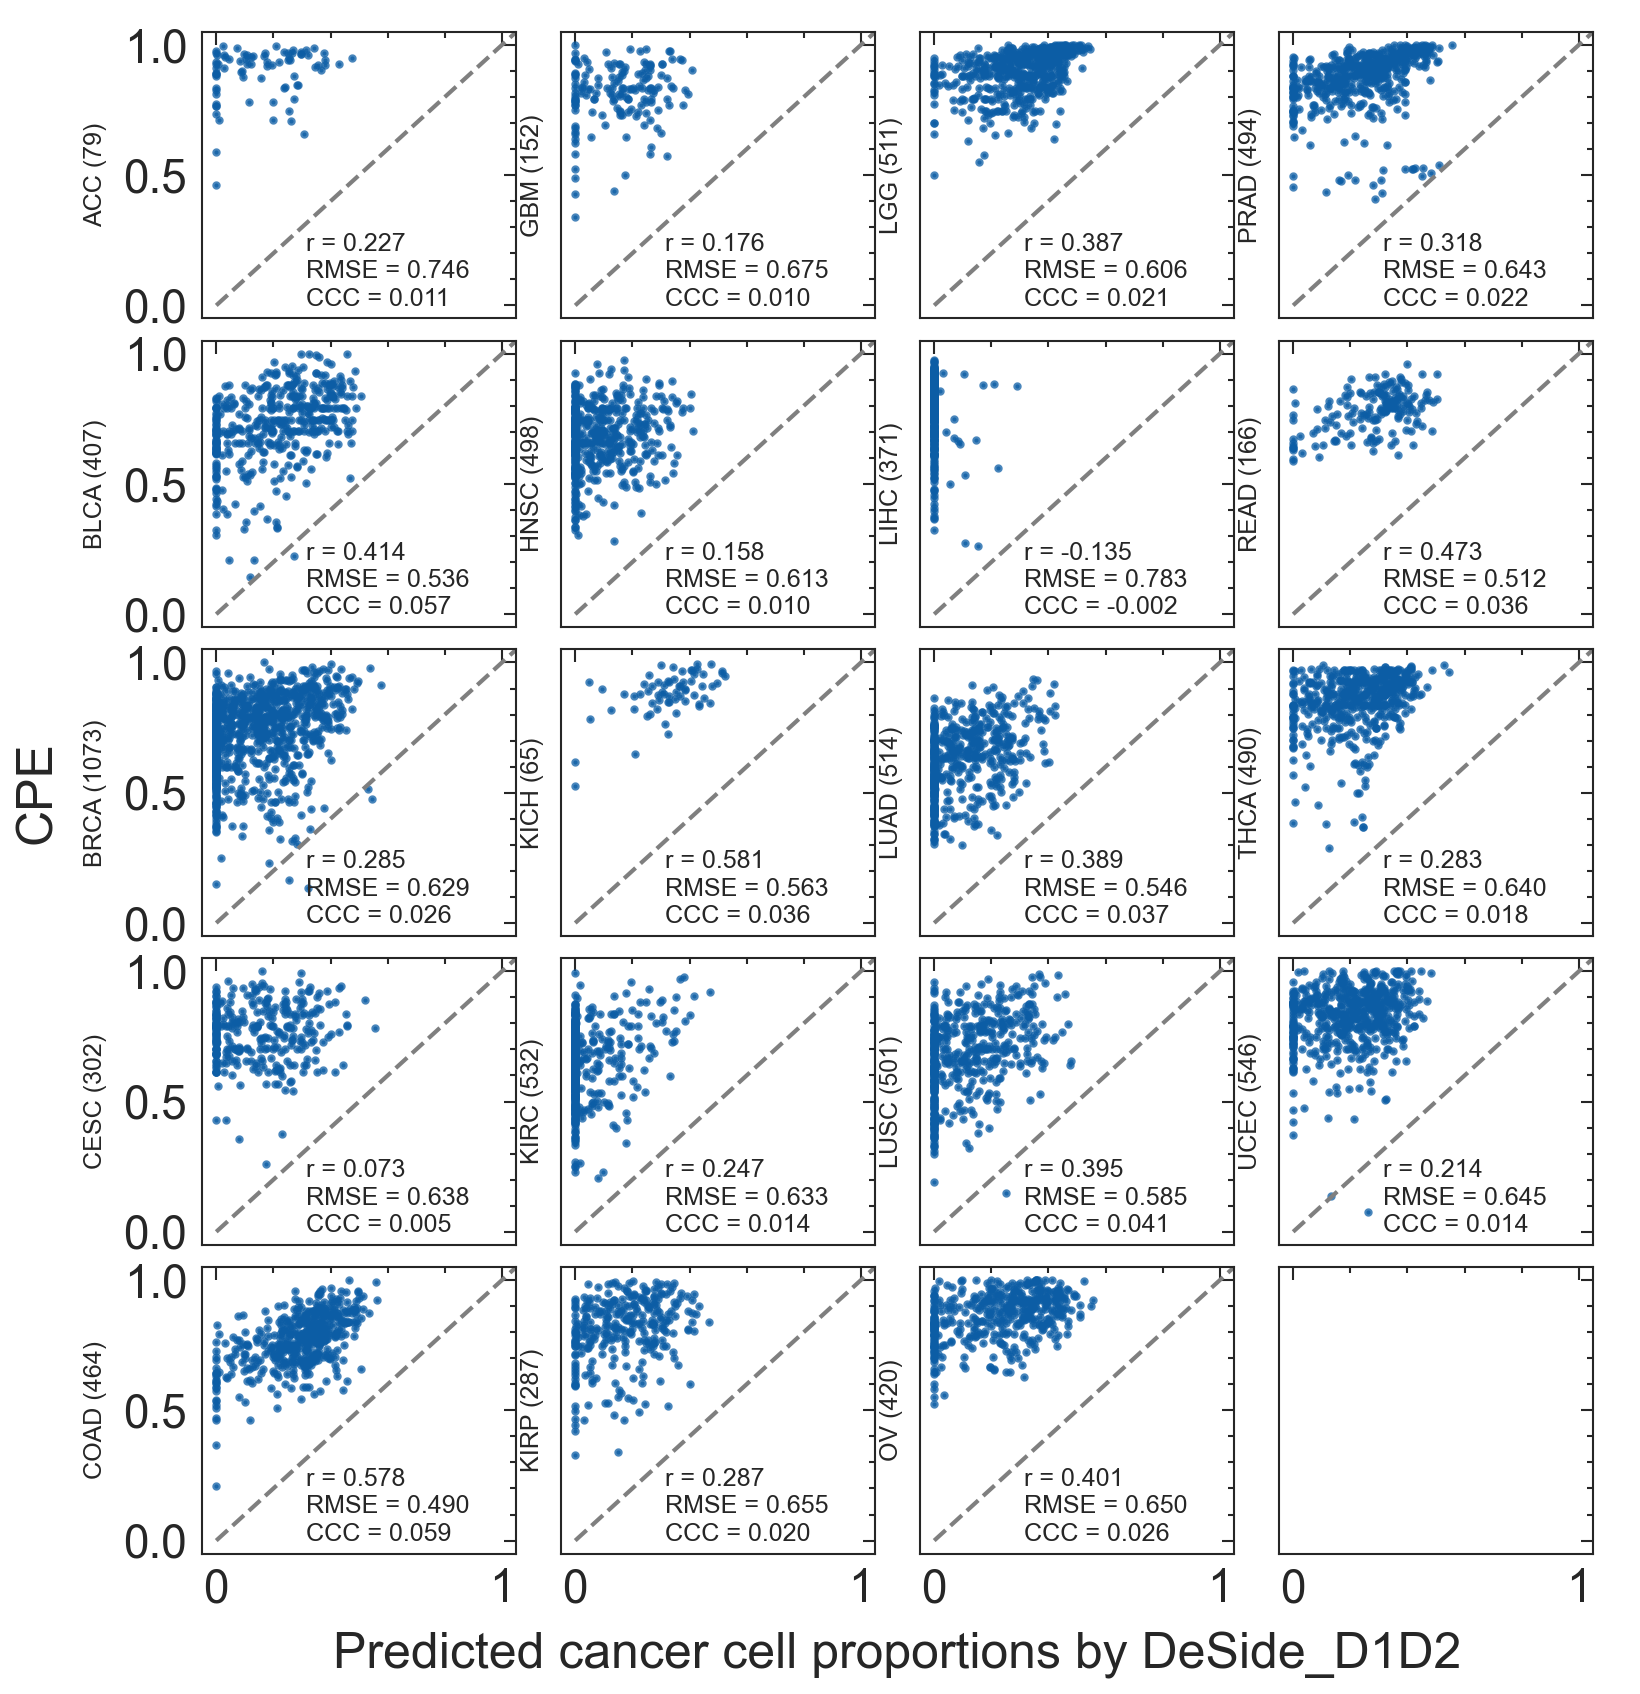 CPE
ACC (79)
1.0
0.5
0.0
r = 0.227
RMSE = 0.746
CCC = 0.011
GBM (152)
r = 0.176
RMSE = 0.675
CCC = 0.010
LGG (511)
r = 0.387
RMSE = 0.606
CCC = 0.021
PRAD (494)
r = 0.318
RMSE = 0.643
CCC = 0.022
BLCA (407)
1.0
0.5
0.0
r = 0.414
RMSE = 0.536
CCC = 0.057
HNSC (498)
r = 0.158
RMSE = 0.613
CCC = 0.010
LIHC (371)
r = -0.135
RMSE = 0.783
CCC = -0.002
READ (166)
r = 0.473
RMSE = 0.512
CCC = 0.036
BRCA (1073)
1.0
0.5
0.0
r = 0.285
RMSE = 0.629
CCC = 0.026
KICH (65)
r = 0.581
RMSE = 0.563
CCC = 0.036
LUAD (514)
r = 0.389
RMSE = 0.546
CCC = 0.037
THCA (490)
r = 0.283
RMSE = 0.640
CCC = 0.018
CESC (302)
1.0
0.5
0.0
r = 0.073
RMSE = 0.638
CCC = 0.005
KIRC (532)
r = 0.247
RMSE = 0.633
CCC = 0.014
LUSC (501)
r = 0.395
RMSE = 0.585
CCC = 0.041
UCEC (546)
r = 0.214
RMSE = 0.645
CCC = 0.014
COAD (464)
1.0
0.5
0.0
r = 0.578
RMSE = 0.490
CCC = 0.059
KIRP (287)
r = 0.287
RMSE = 0.655
CCC = 0.020
OV (420)
r = 0.401
RMSE = 0.650
CCC = 0.026
0 1 0 1 0 1 0 1
Predicted cancer cell proportions by DeSide_D1D2